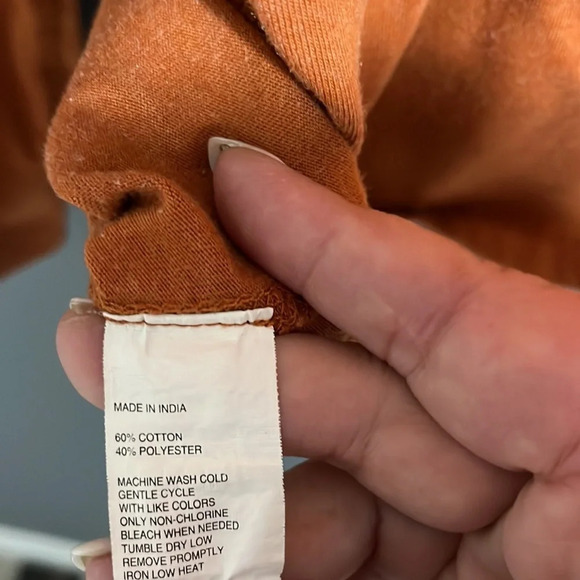 MADE IN INDIA
60% COTTON
40% POLYESTER
MACHINE WASH COLD
GENTLE CYCLE
WITH LIKE COLORS
ONLY NON-CHLORINE
BLEACH WHEN NEEDED
TUMBLE DRY LOW
REMOVE PROMPTLY
IRON LOW HEAT